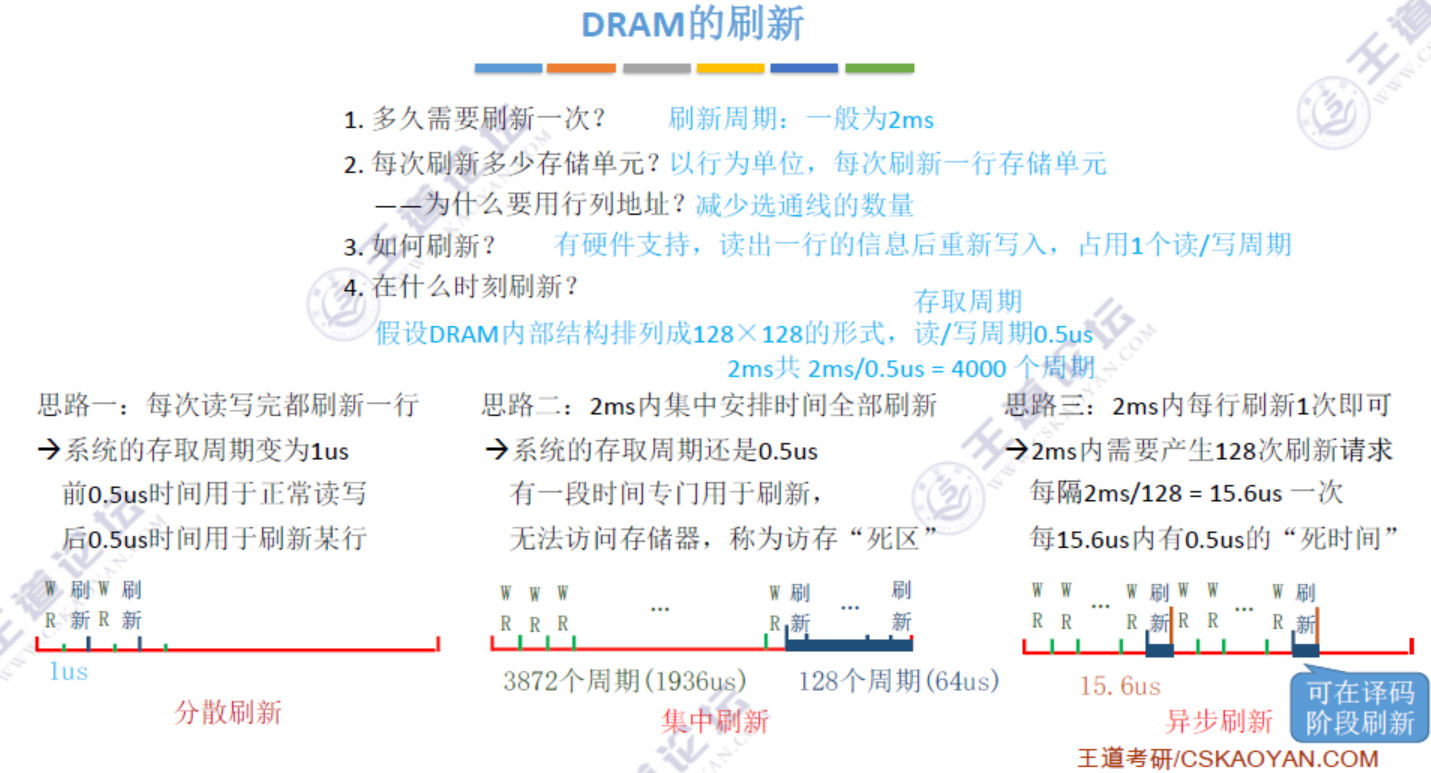 DRAM的刷新
1. 多久需要刷新一次? 刷新周期：一般为2ms
2. 每次刷新多少存储单元? 以行为单位，每次刷新一行存储单元
——为什么要用行列地址? 减少选通线的数量
3. 如何刷新? 有硬件支持，读出一行的信息后重新写入，占用1个读/写周期
4. 在什么时刻刷新?
存取周期
假设DRAM内部结构排列成128×128的形式，读/写周期0.5us
2ms共 2ms/0.5us = 4000 个周期
思路一：每次读写完都刷新一行
→系统的存取周期变为1us
前0.5us时间用于正常读写
后0.5us时间用于刷新某行
W 刷 W 刷
R 新 R 新
1us
分散刷新
思路二：2ms内集中安排时间全部刷新
→系统的存取周期还是0.5us
有一段时间专门用于刷新，
无法访问存储器，称为访存“死区”
W W W ... W 刷 ... 刷
R R R R 新 新
3872个周期(1936us) 128个周期(64us)
集中刷新
思路三：2ms内每行刷新1次即可
→2ms内需要产生128次刷新请求
每隔2ms/128 = 15.6us 一次
每15.6us内有0.5us的“死时间”
W W ... W 刷 W W ... W 刷
R R R 新 R R R 新
15.6us
异步刷新
可在译码
阶段刷新
王道考研/CSKAOYAN.COM
王道论坛
WWW.CSKAOYAN.COM